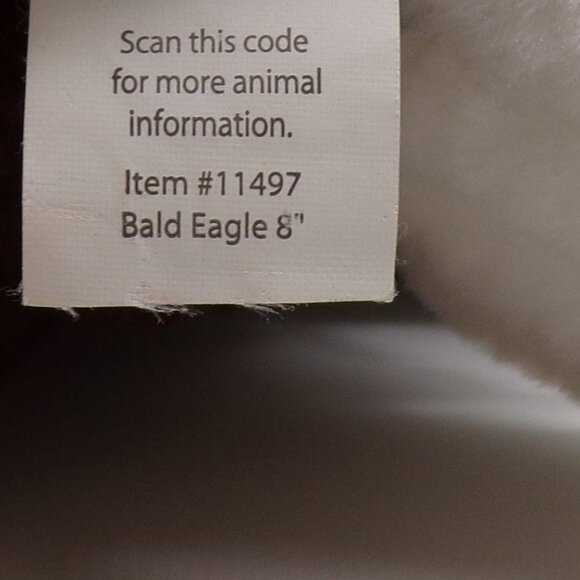 Scan this code
for more animal
information.
Item #11497
Bald Eagle 8"